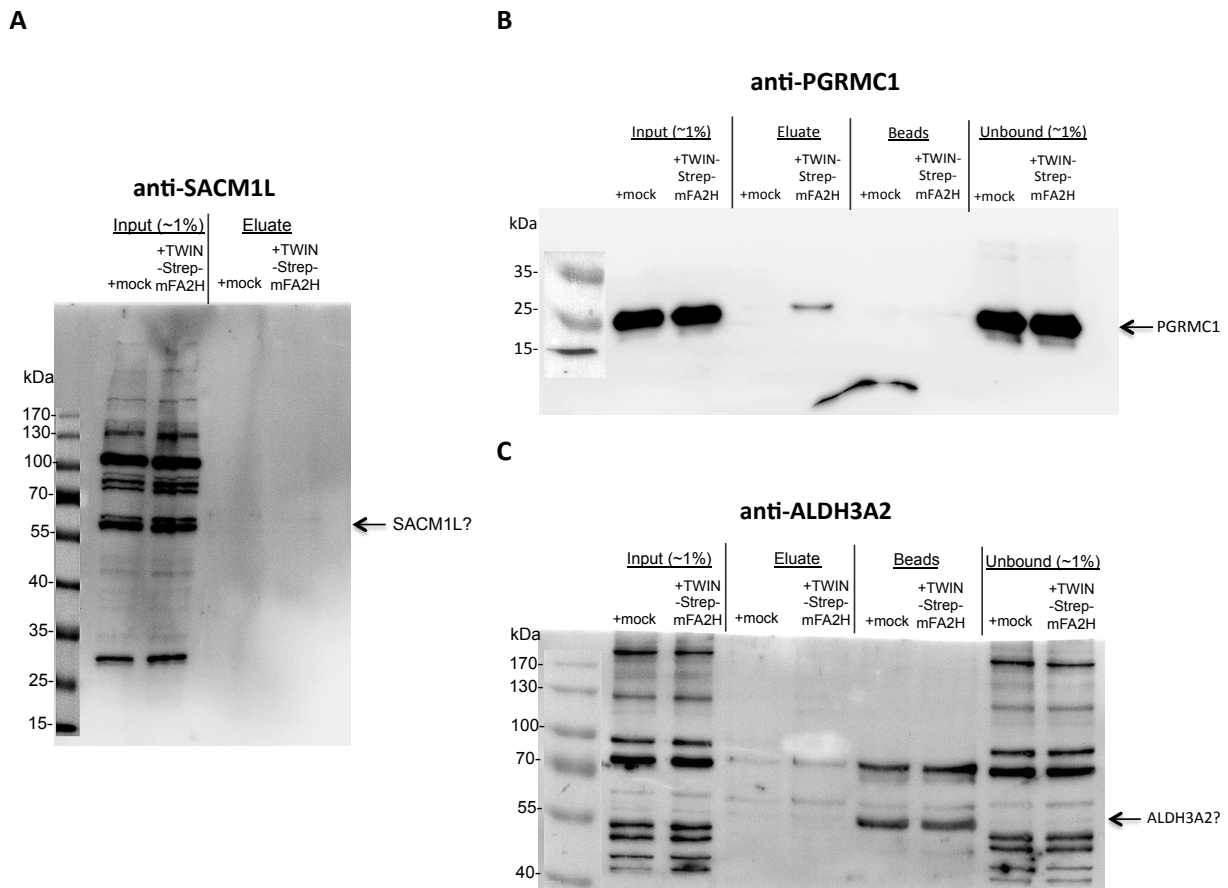 A
anti-SACM1L
Input (~1%) Eluate
+mock +TWIN -Strep- mFA2H +mock +TWIN -Strep- mFA2H
kDa
170-
130-
100-
70-
55-
40-
35-
25-
15-
SACM1L?
B
anti-PGRMC1
Input (~1%) Eluate Beads Unbound (~1%)
+mock +TWIN- Strep- mFA2H +mock +TWIN- Strep- mFA2H +mock +TWIN- Strep- mFA2H +mock +TWIN- Strep- mFA2H
kDa
35-
25-
15-
PGRMC1
C
anti-ALDH3A2
Input (~1%) Eluate Beads Unbound (~1%)
+mock +TWIN -Strep- mFA2H +mock +TWIN -Strep- mFA2H +mock +TWIN -Strep- mFA2H +mock +TWIN -Strep- mFA2H
kDa
170-
130-
100-
70-
55-
40-
ALDH3A2?